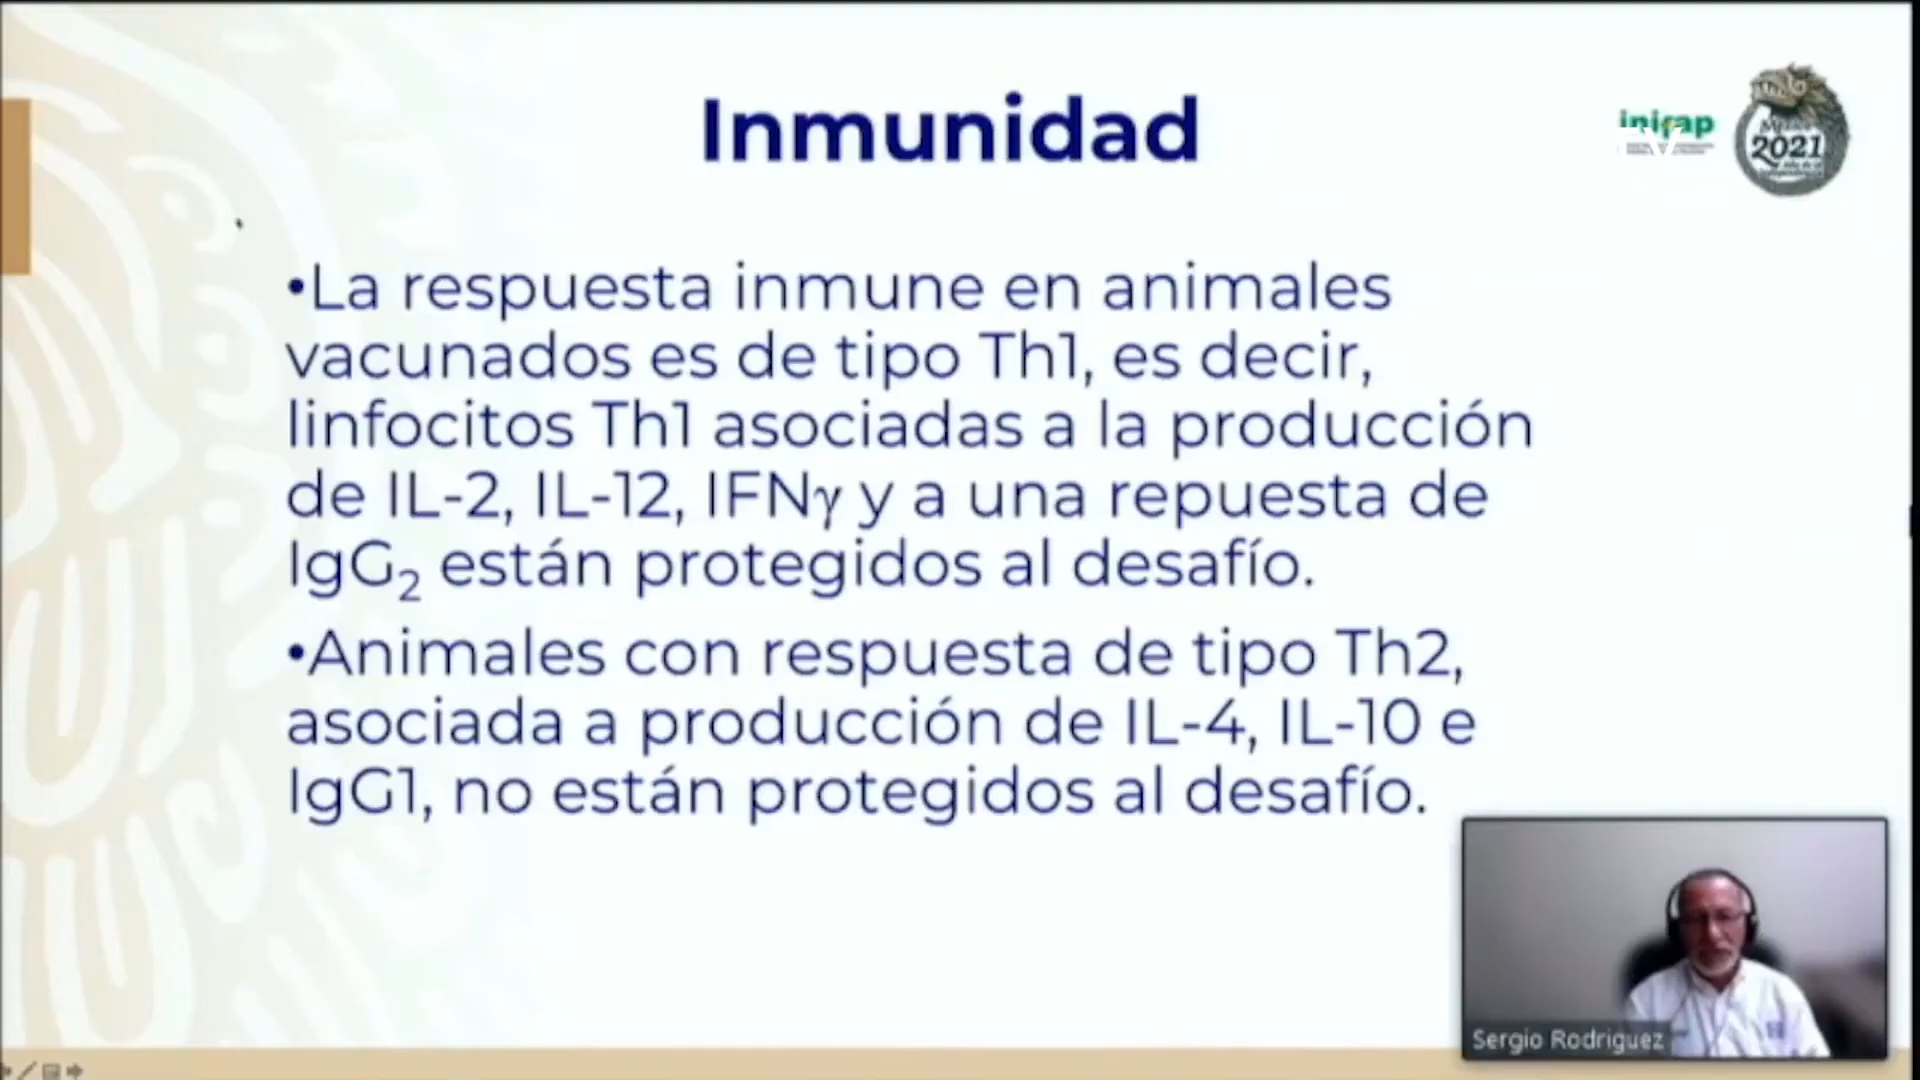 Inmunidad
inifap
2021
•La respuesta inmune en animales
vacunados es de tipo Th1, es decir,
linfocitos Th1 asociadas a la producción
de IL-2, IL-12, IFNγ y a una repuesta de
IgG₂ están protegidos al desafío.
•Animales con respuesta de tipo Th2,
asociada a producción de IL-4, IL-10 e
IgG1, no están protegidos al desafío.
Sergio Rodriguez